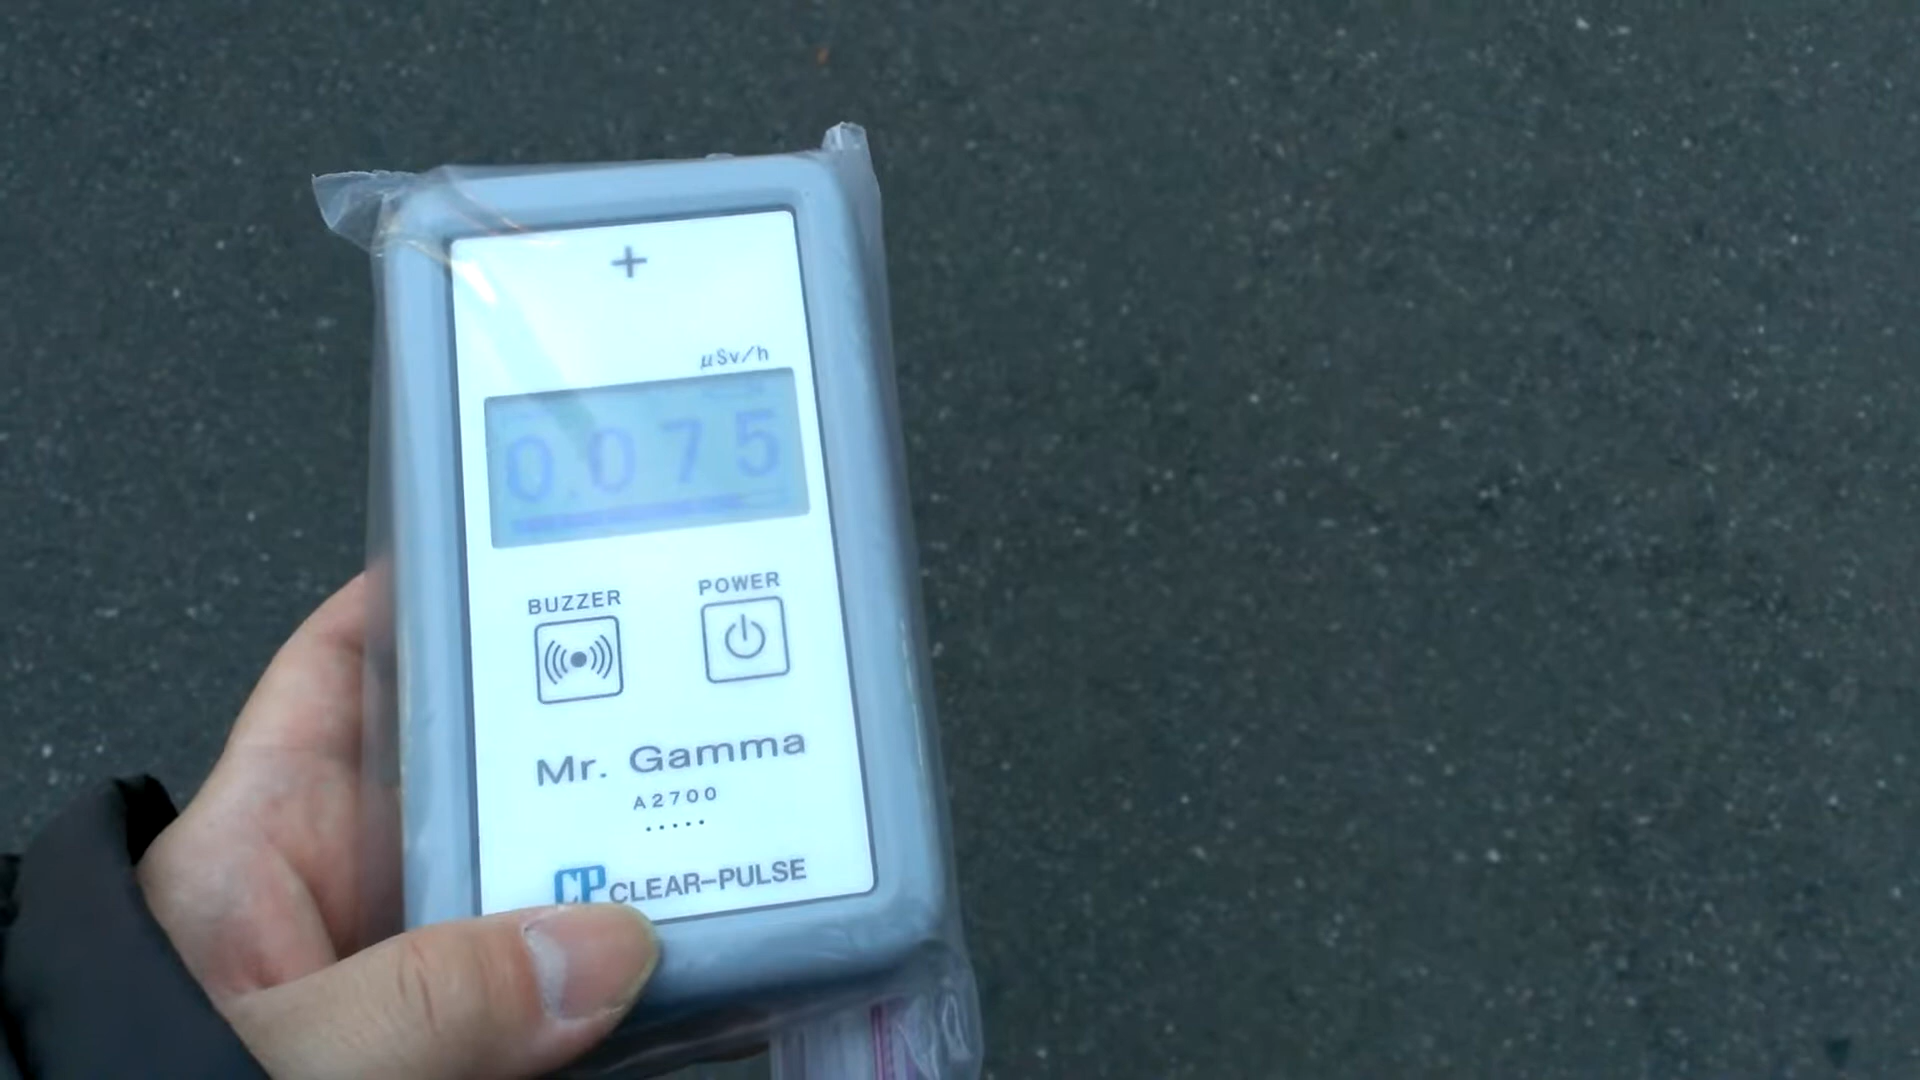 +
μSv/h
0.075
BUZZER
POWER
Mr. Gamma
A2700
CP CLEAR-PULSE